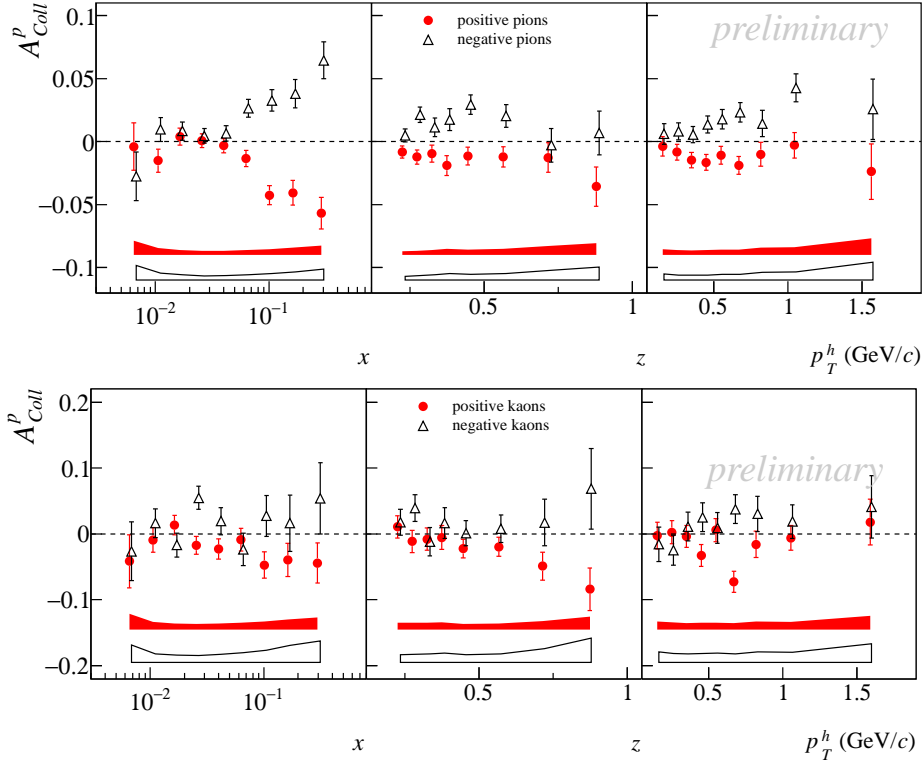 A^p_Coll
0.1
0.05
0
−0.05
−0.1
positive pions
negative pions
preliminary
10^−2 10^−1 0.5 1 0.5 1 1.5
x z p_T^h (GeV/c)
A^p_Coll
0.2
0.1
0
−0.1
−0.2
positive kaons
negative kaons
preliminary
10^−2 10^−1 0.5 1 0.5 1 1.5
x z p_T^h (GeV/c)